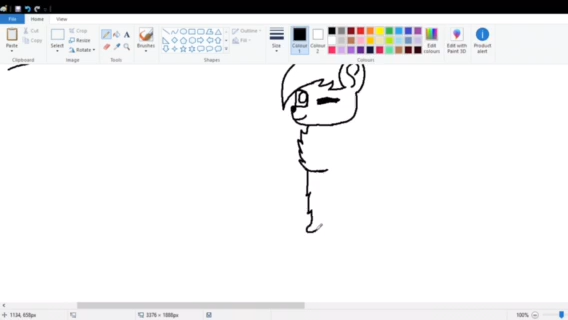 File Home View
Paste Cut Copy Select Crop Resize Rotate Brushes Outline Fill Size Colour 1 Colour 2 Edit colours Edit with Paint 3D Product alert
Clipboard Image Tools Shapes Colours
1134, 658px 3376 × 1088px 100%